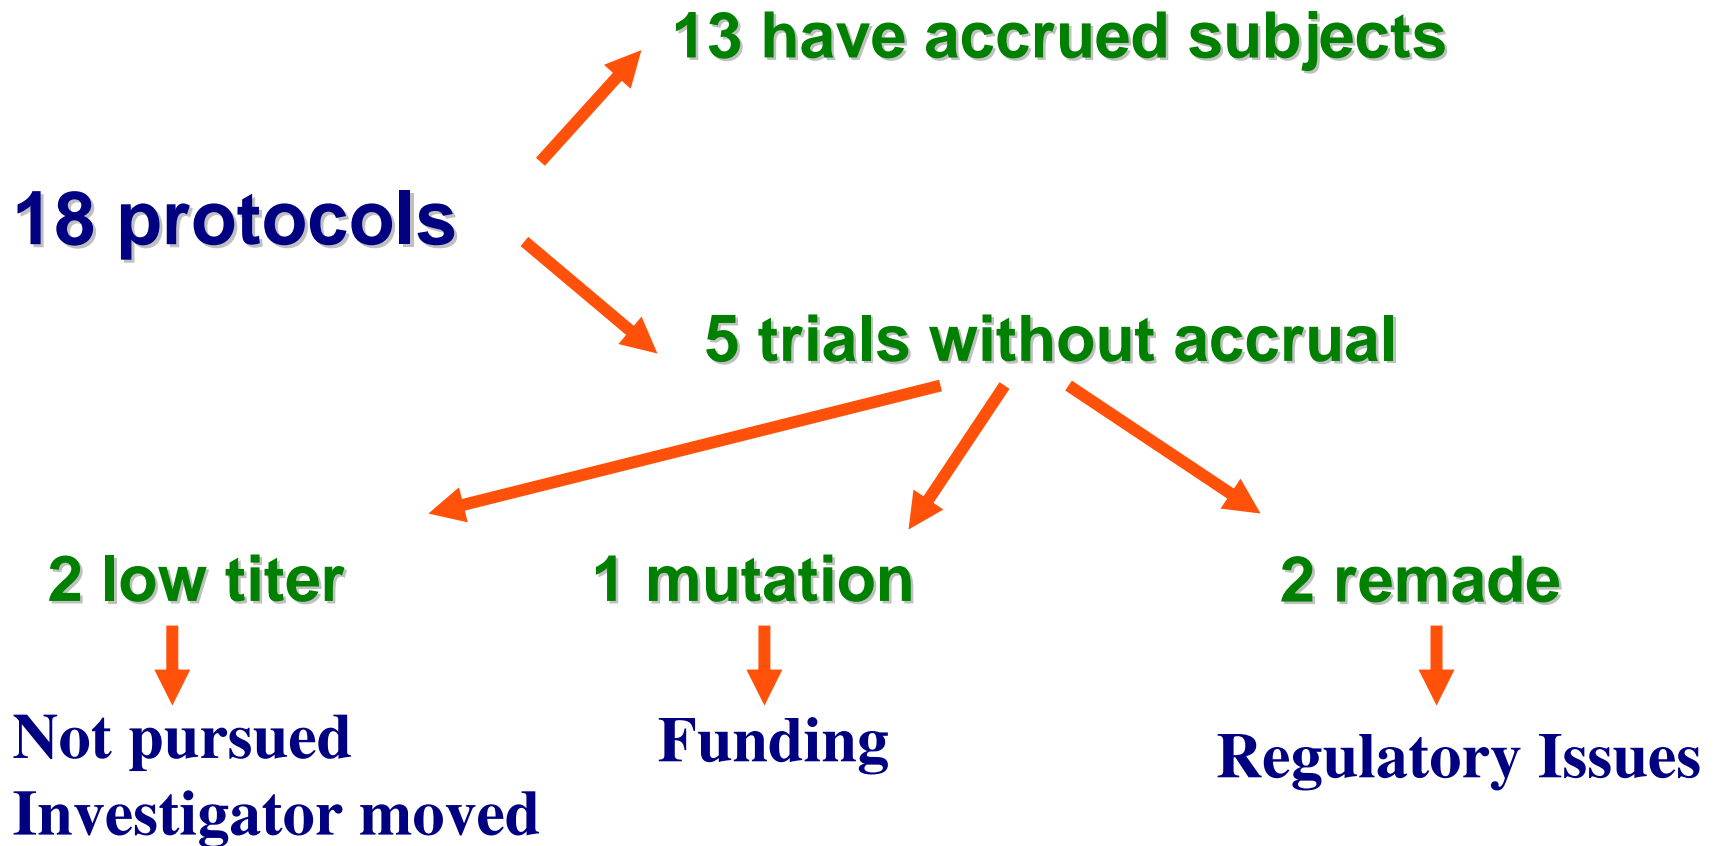 13 have accrued subjects
18 protocols
5 trials without accrual
2 low titer
1 mutation
2 remade
Not pursued
Investigator moved
Funding
Regulatory Issues